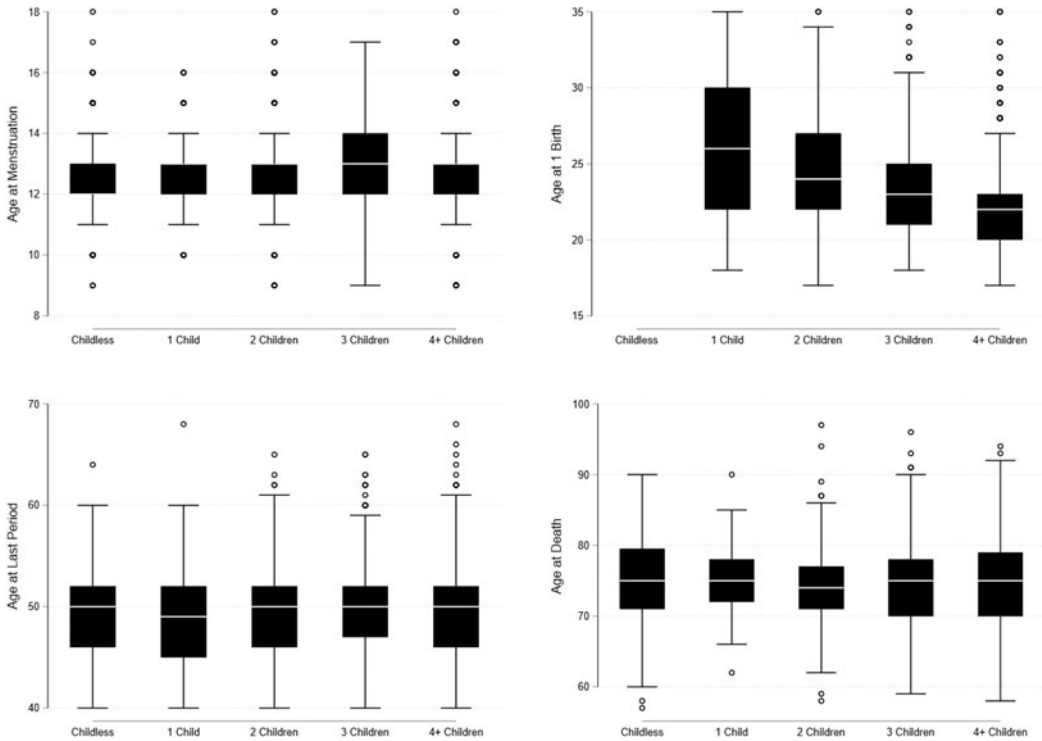 Age at Menstruation
18
16
14
12
10
8
Childless 1 Child 2 Children 3 Children 4+ Children
Age at 1 Birth
35
30
25
20
15
Childless 1 Child 2 Children 3 Children 4+ Children
Age at Last Period
70
60
50
40
Childless 1 Child 2 Children 3 Children 4+ Children
Age at Death
100
90
80
70
60
Childless 1 Child 2 Children 3 Children 4+ Children